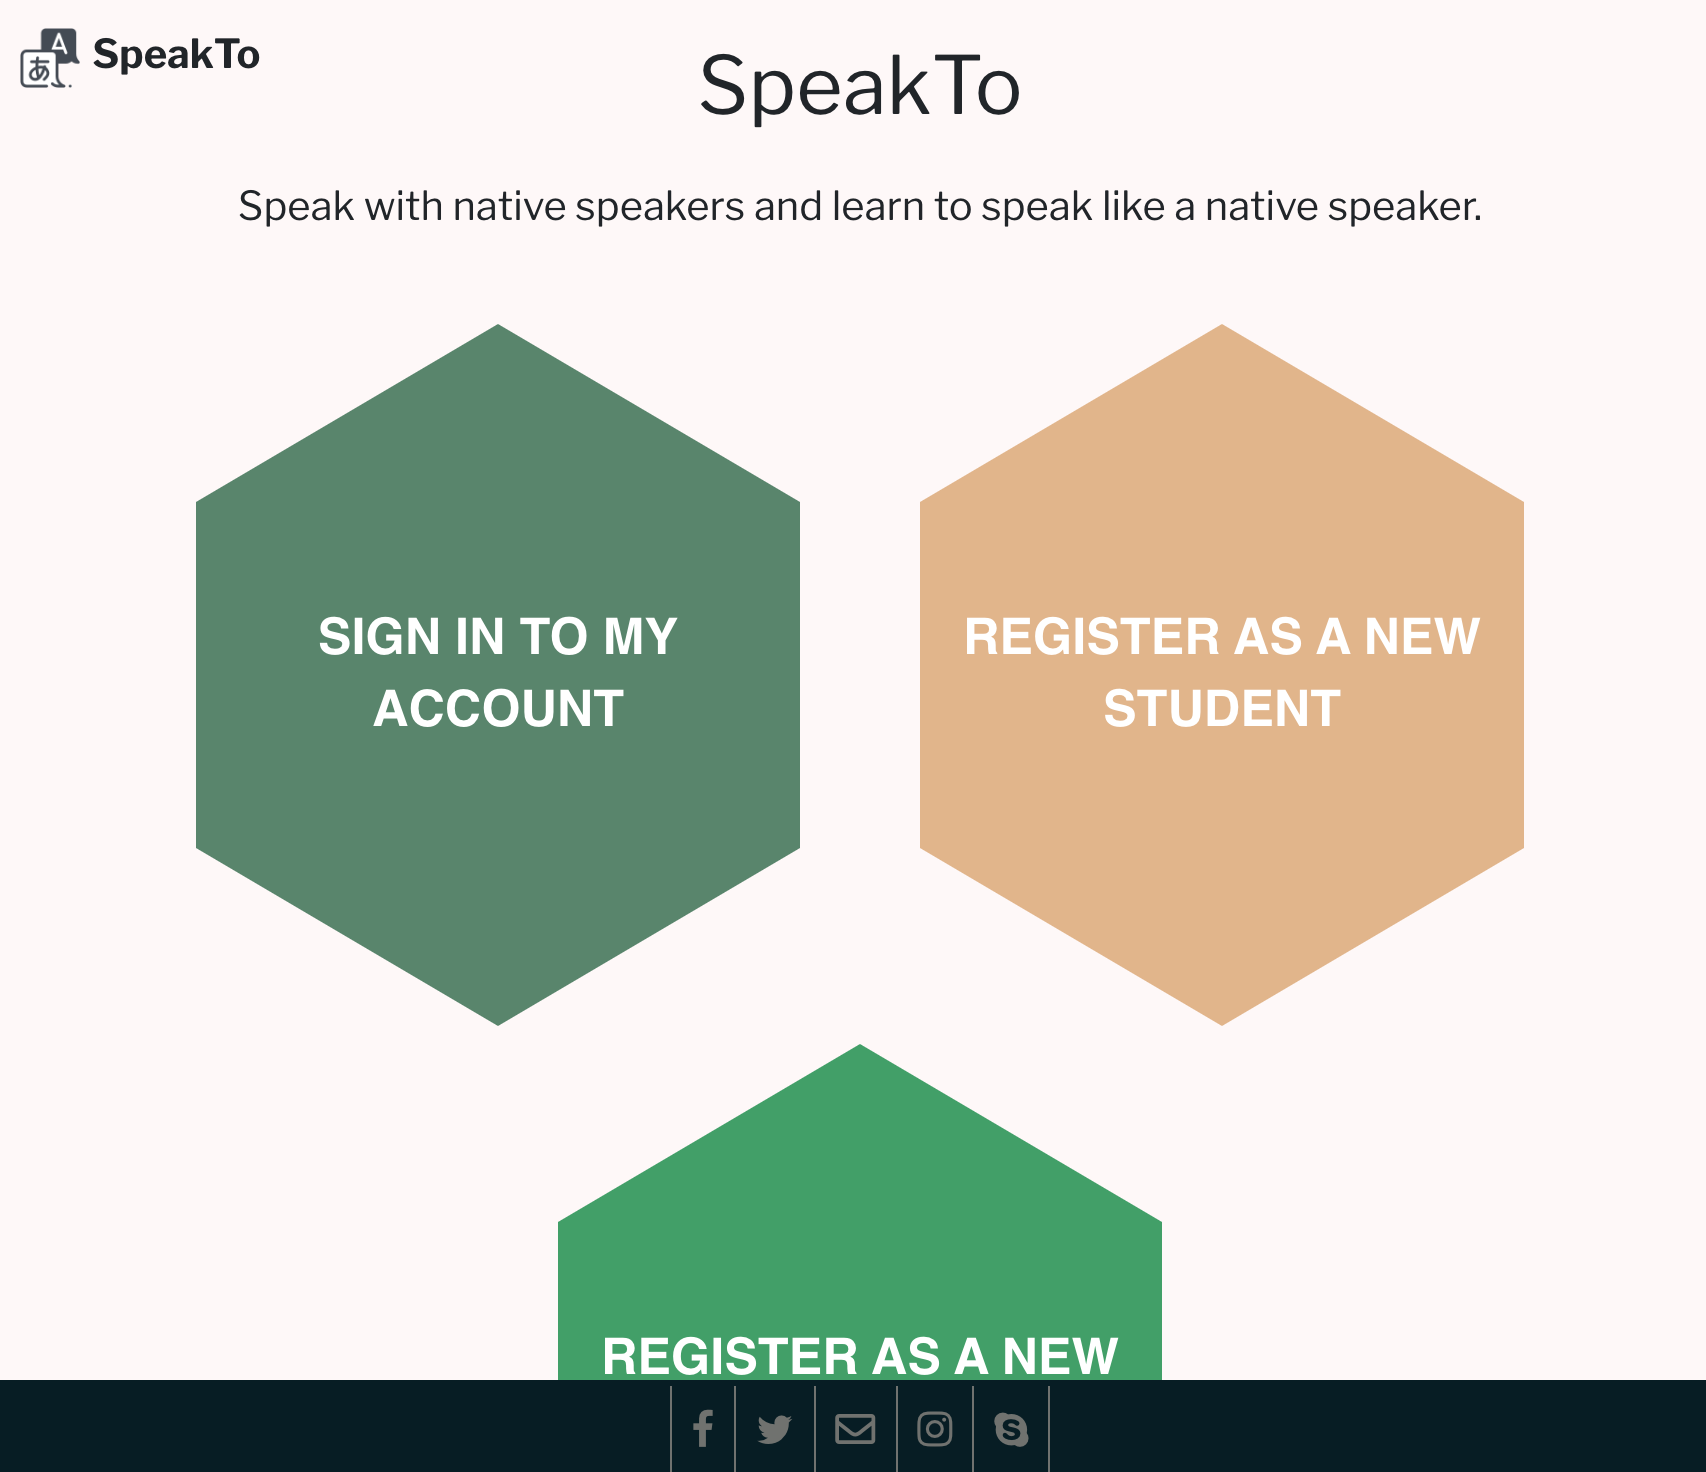 A
あ
SpeakTo
SpeakTo
Speak with native speakers and learn to speak like a native speaker.
SIGN IN TO MY
ACCOUNT
REGISTER AS A NEW
STUDENT
REGISTER AS A NEW